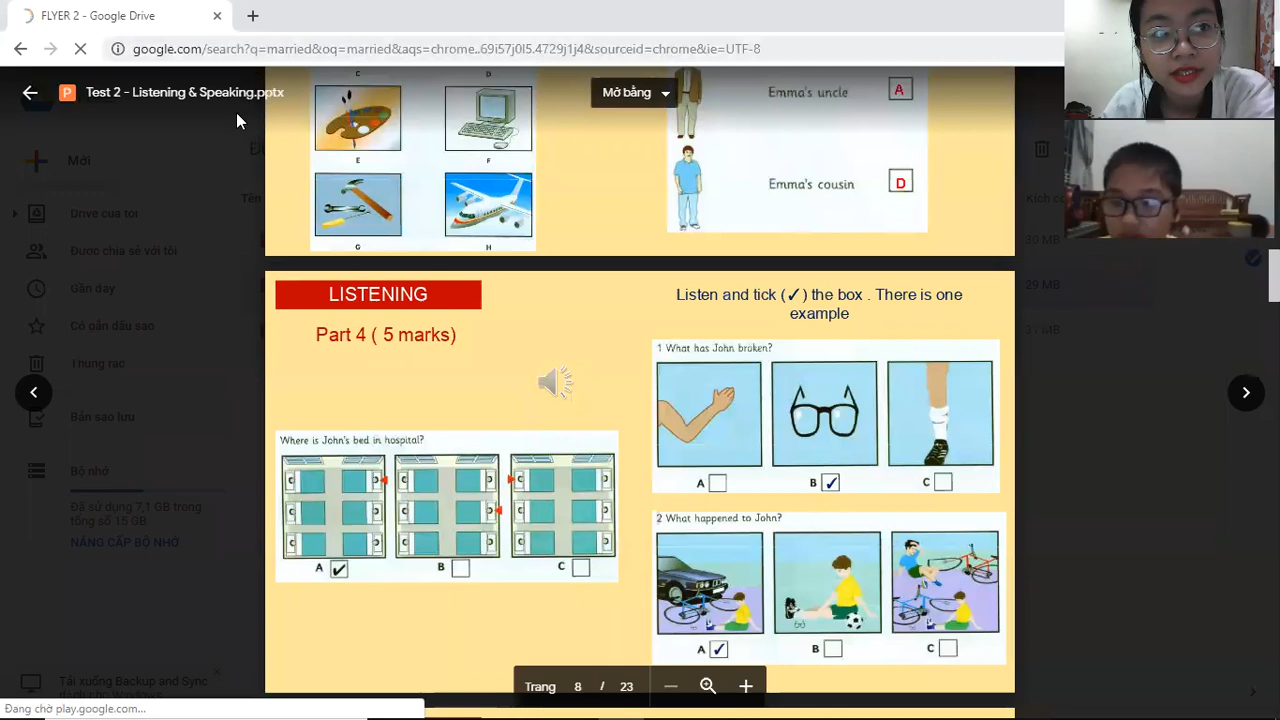 FLYER 2 - Google Drive
google.com/search?q=married&oq=married&aqs=chrome..69i57j0l5.4729j1j4&sourceid=chrome&ie=UTF-8
P Test 2 - Listening & Speaking.pptx
Mở bằng
Mới
Tên
Drive của tôi
Được chia sẻ với tôi
Gần đây
Có gắn dấu sao
Thùng rác
Bản sao lưu
Bộ nhớ
Đã sử dụng 7,1 GB trong
tổng số 15 GB
NÂNG CẤP BỘ NHỚ
Tải xuống Backup and Sync
Đang chờ play.google.com...
C D
E F
G H
Emma's uncle A
Emma's cousin D
LISTENING
Part 4 ( 5 marks)
Where is John's bed in hospital?
A ✓ B C
Listen and tick (✓) the box . There is one
example
1 What has John broken?
A B ✓ C
2 What happened to John?
A ✓ B C
Trang 8 / 23
30 MB
29 MB